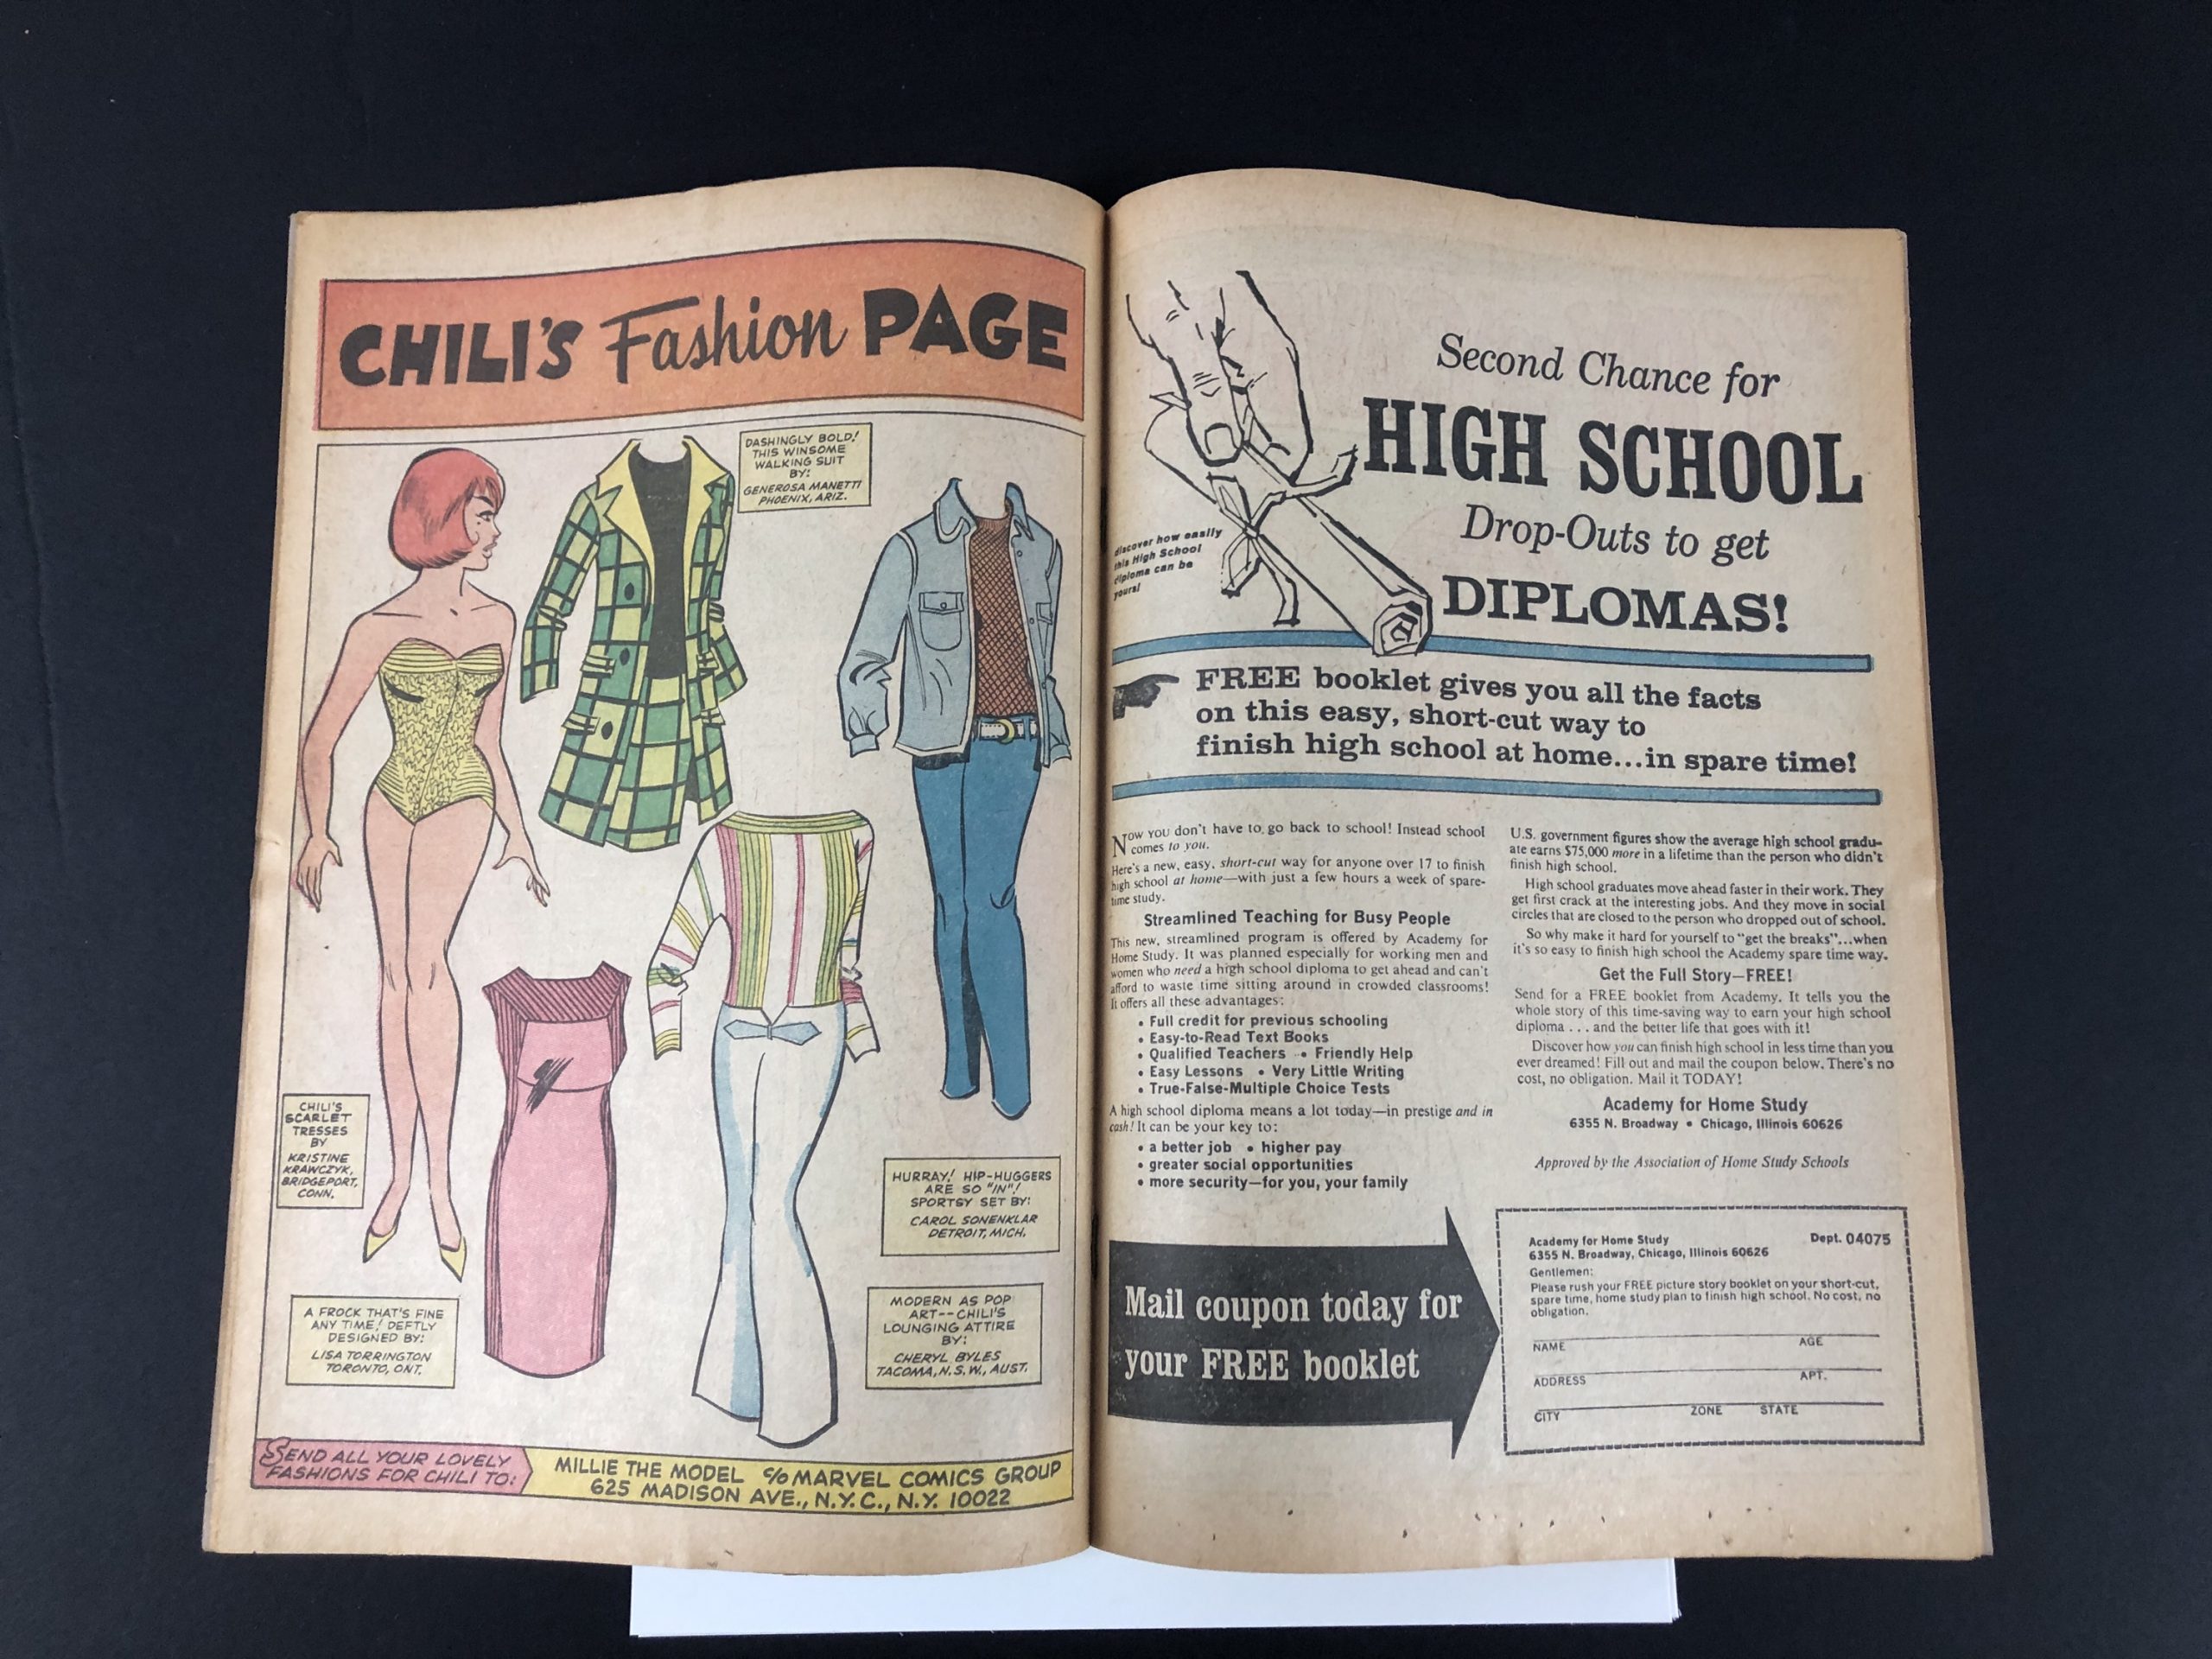 CHILI'S Fashion PAGE
DASHINGLY BOLD!
THIS WINSOME
WALKING SUIT
BY:
GENEROSA MANETTI
PHOENIX, ARIZ.
CHILI'S
SCARLET
TRESSES
BY
KRISTINE
KRAWCZYK,
BRIDGEPORT,
CONN.
HURRAY! HIP-HUGGERS
ARE SO "IN"!
SPORTSY SET BY:
CAROL SONENKLAR
DETROIT, MICH.
A FROCK THAT'S FINE
ANY TIME! DEFTLY
DESIGNED BY:
LISA TORRINGTON
TORONTO, ONT.
MODERN AS POP
ART--CHILI'S
LOUNGING ATTIRE
BY:
CHERYL BYLES
TACOMA, N.S.W., AUST.
SEND ALL YOUR LOVELY
FASHIONS FOR CHILI TO:
MILLIE THE MODEL c/o MARVEL COMICS GROUP
625 MADISON AVE., N.Y.C., N.Y. 10022
Second Chance for
HIGH SCHOOL
Drop-Outs to get
DIPLOMAS!
discover how easily
this High School
diploma can be
yours!
FREE booklet gives you all the facts
on this easy, short-cut way to
finish high school at home...in spare time!
NOW YOU don't have to go back to school! Instead school
comes to you.
Here's a new, easy, short-cut way for anyone over 17 to finish
high school at home—with just a few hours a week of spare-
time study.
Streamlined Teaching for Busy People
This new, streamlined program is offered by Academy for
Home Study. It was planned especially for working men and
women who need a high school diploma to get ahead and can't
afford to waste time sitting around in crowded classrooms!
It offers all these advantages:
• Full credit for previous schooling
• Easy-to-Read Text Books
• Qualified Teachers • Friendly Help
• Easy Lessons • Very Little Writing
• True-False-Multiple Choice Tests
A high school diploma means a lot today—in prestige and in
cash! It can be your key to:
• a better job • higher pay
• greater social opportunities
• more security—for you, your family
U.S. government figures show the average high school gradu-
ate earns $75,000 more in a lifetime than the person who didn't
finish high school.
High school graduates move ahead faster in their work. They
get first crack at the interesting jobs. And they move in social
circles that are closed to the person who dropped out of school.
So why make it hard for yourself to "get the breaks"...when
it's so easy to finish high school the Academy spare time way.
Get the Full Story—FREE!
Send for a FREE booklet from Academy. It tells you the
whole story of this time-saving way to earn your high school
diploma . . . and the better life that goes with it!
Discover how you can finish high school in less time than you
ever dreamed! Fill out and mail the coupon below. There's no
cost, no obligation. Mail it TODAY!
Academy for Home Study
6355 N. Broadway • Chicago, Illinois 60626
Approved by the Association of Home Study Schools
Mail coupon today for
your FREE booklet
Academy for Home Study Dept. 04075
6355 N. Broadway, Chicago, Illinois 60626
Gentlemen:
Please rush your FREE picture story booklet on your short-cut,
spare time, home study plan to finish high school. No cost, no
obligation.
NAME AGE
ADDRESS APT.
CITY ZONE STATE